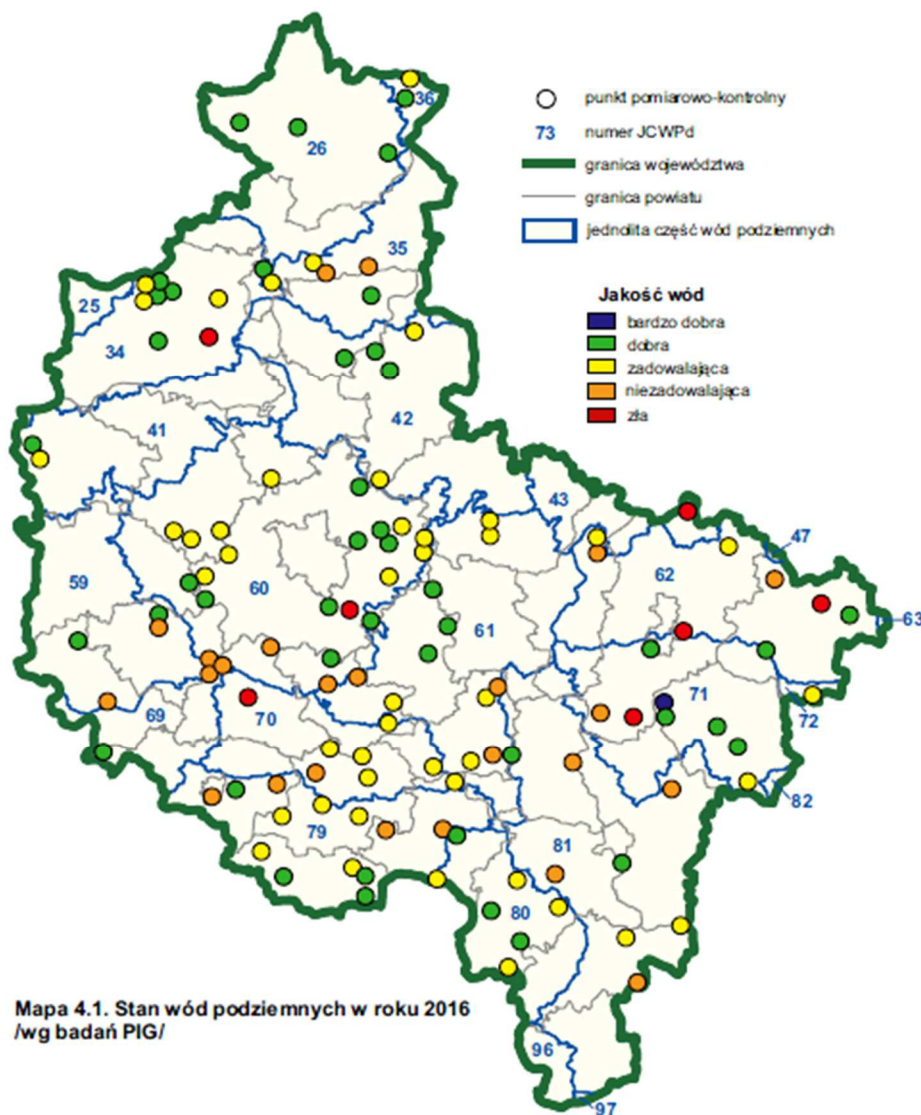 36
punkt pomiarowo-kontrolny
73 numer JCWPd
26
granica województwa
granica powiatu
35
jednolita część wód podziemnych
25
Jakość wód
bardzo dobra
34
dobra
zadowalająca
niezadowalająca
42
zła
41
43
47
59
60
62
63
61
71
69
70
72
82
79
81
80
Mapa 4.1. Stan wód podziemnych w roku 2016
/wg badań PIG/
96
97